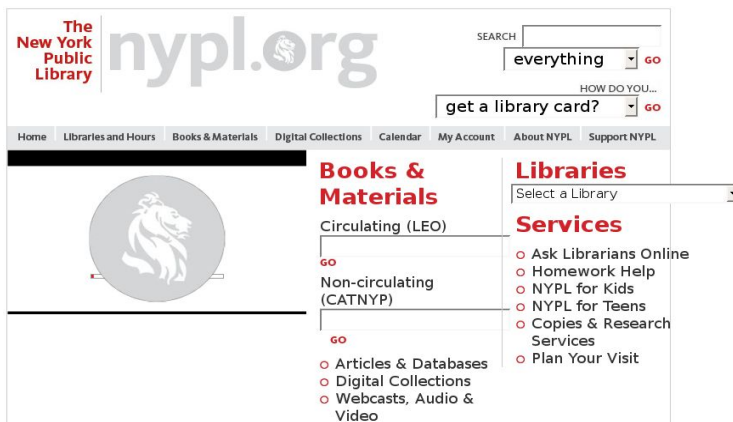 The
New York
Public
Library
nypl.org
SEARCH
everything
GO
HOW DO YOU...
get a library card?
GO
Home Libraries and Hours Books & Materials Digital Collections Calendar My Account About NYPL Support NYPL
Books &
Materials
Circulating (LEO)
GO
Non-circulating
(CATNYP)
GO
Articles & Databases
Digital Collections
Webcasts, Audio &
Video
Libraries
Select a Library
Services
Ask Librarians Online
Homework Help
NYPL for Kids
NYPL for Teens
Copies & Research
Services
Plan Your Visit